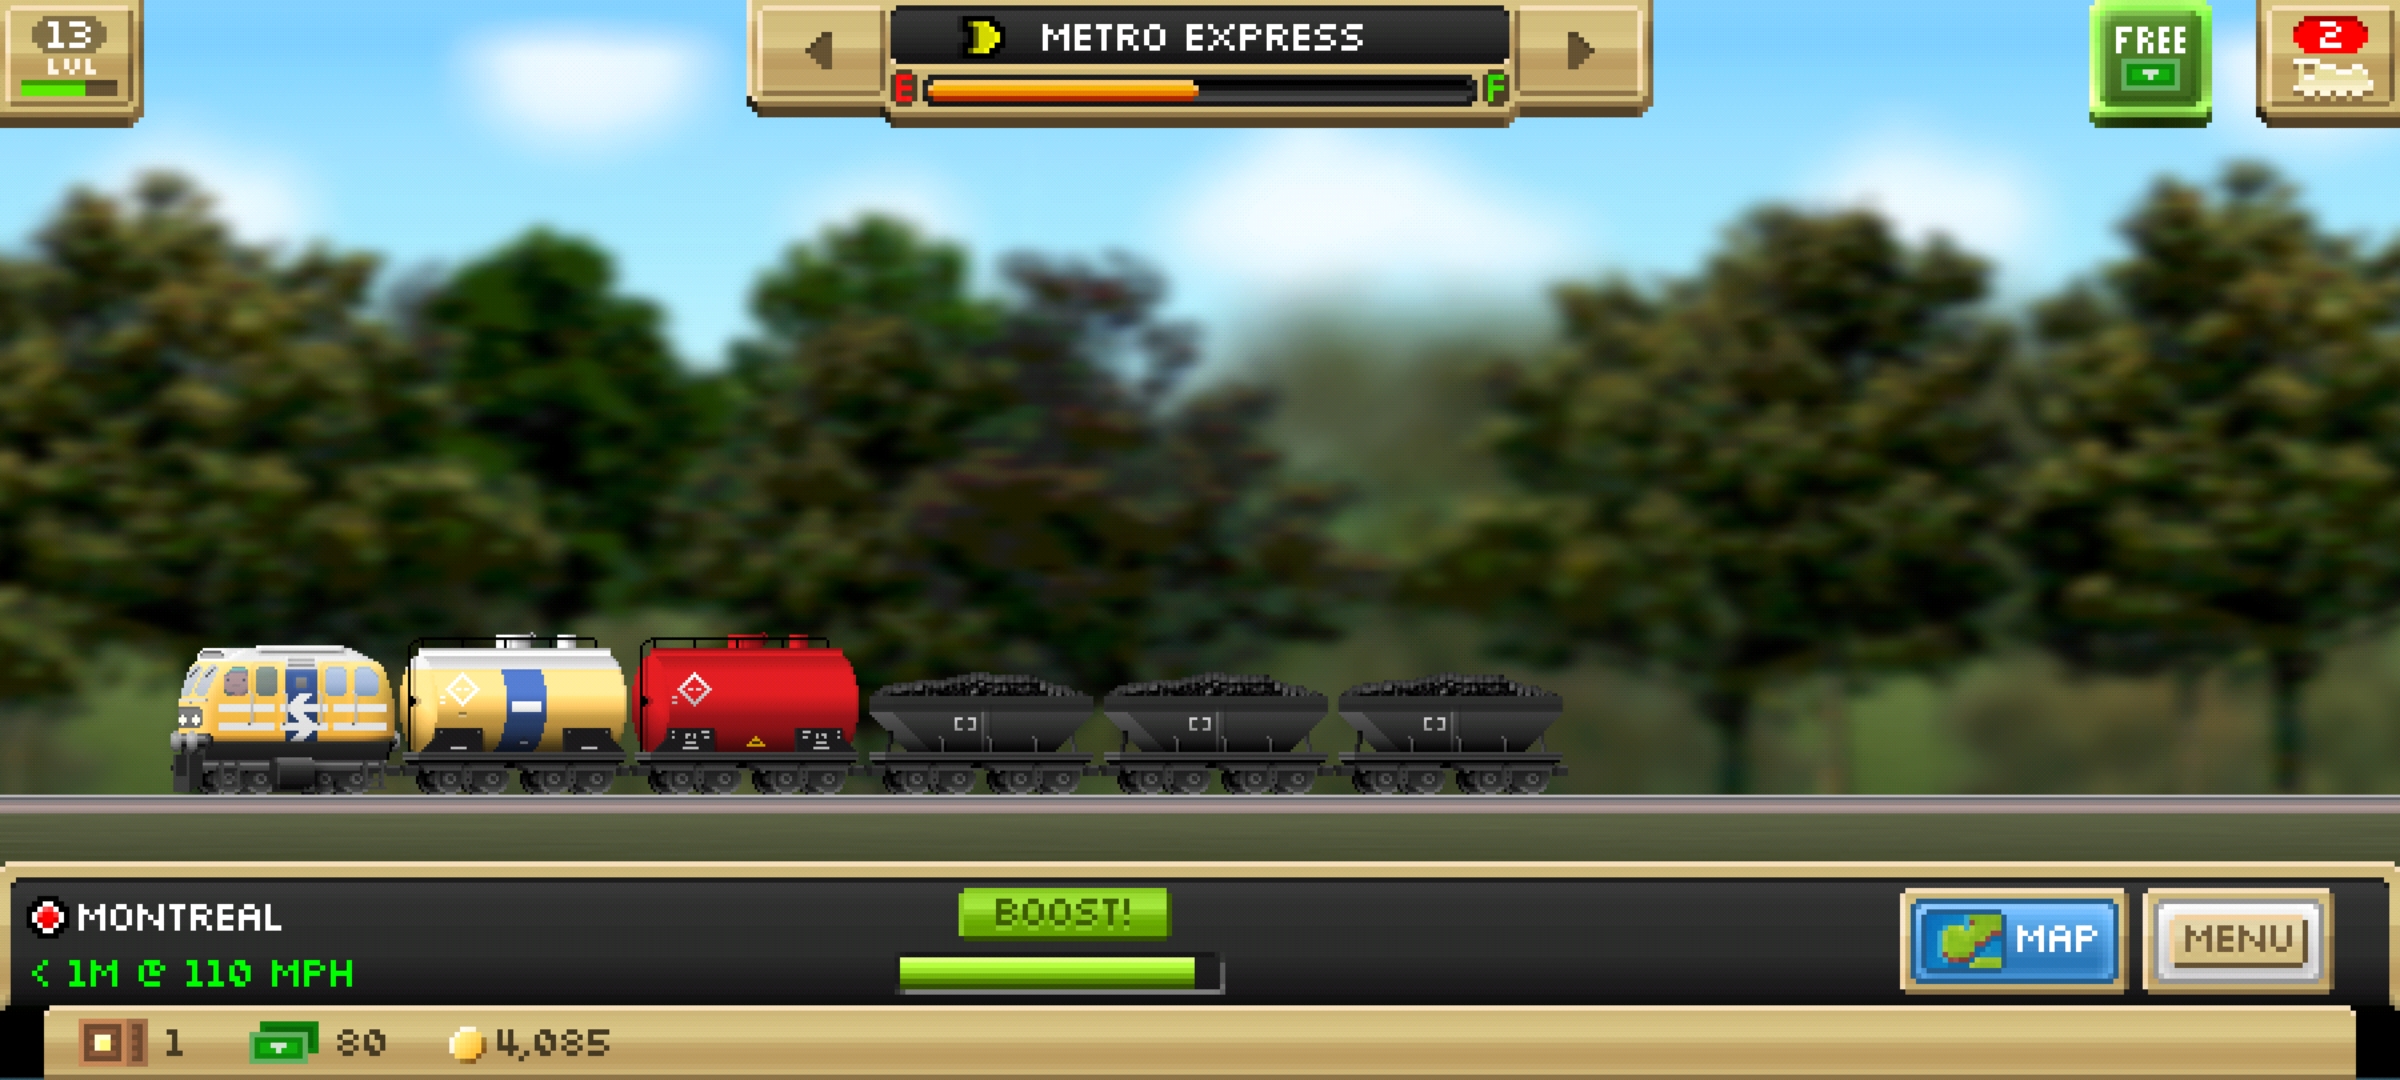 13
LVL
METRO EXPRESS
E F
FREE
2
MONTREAL
< 1M @ 110 MPH
BOOST!
MAP
MENU
1
80
4,085